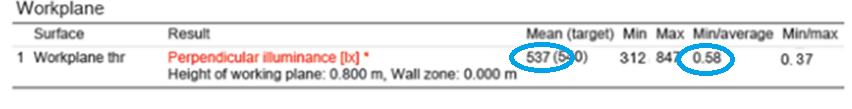 Workplane
Surface Result Mean (target) Min Max Min/average Min/max
1 Workplane thr Perpendicular illuminance [lx] * 537 (540) 312 847 0.58 0.37
Height of working plane: 0.800 m, Wall zone: 0.000 m